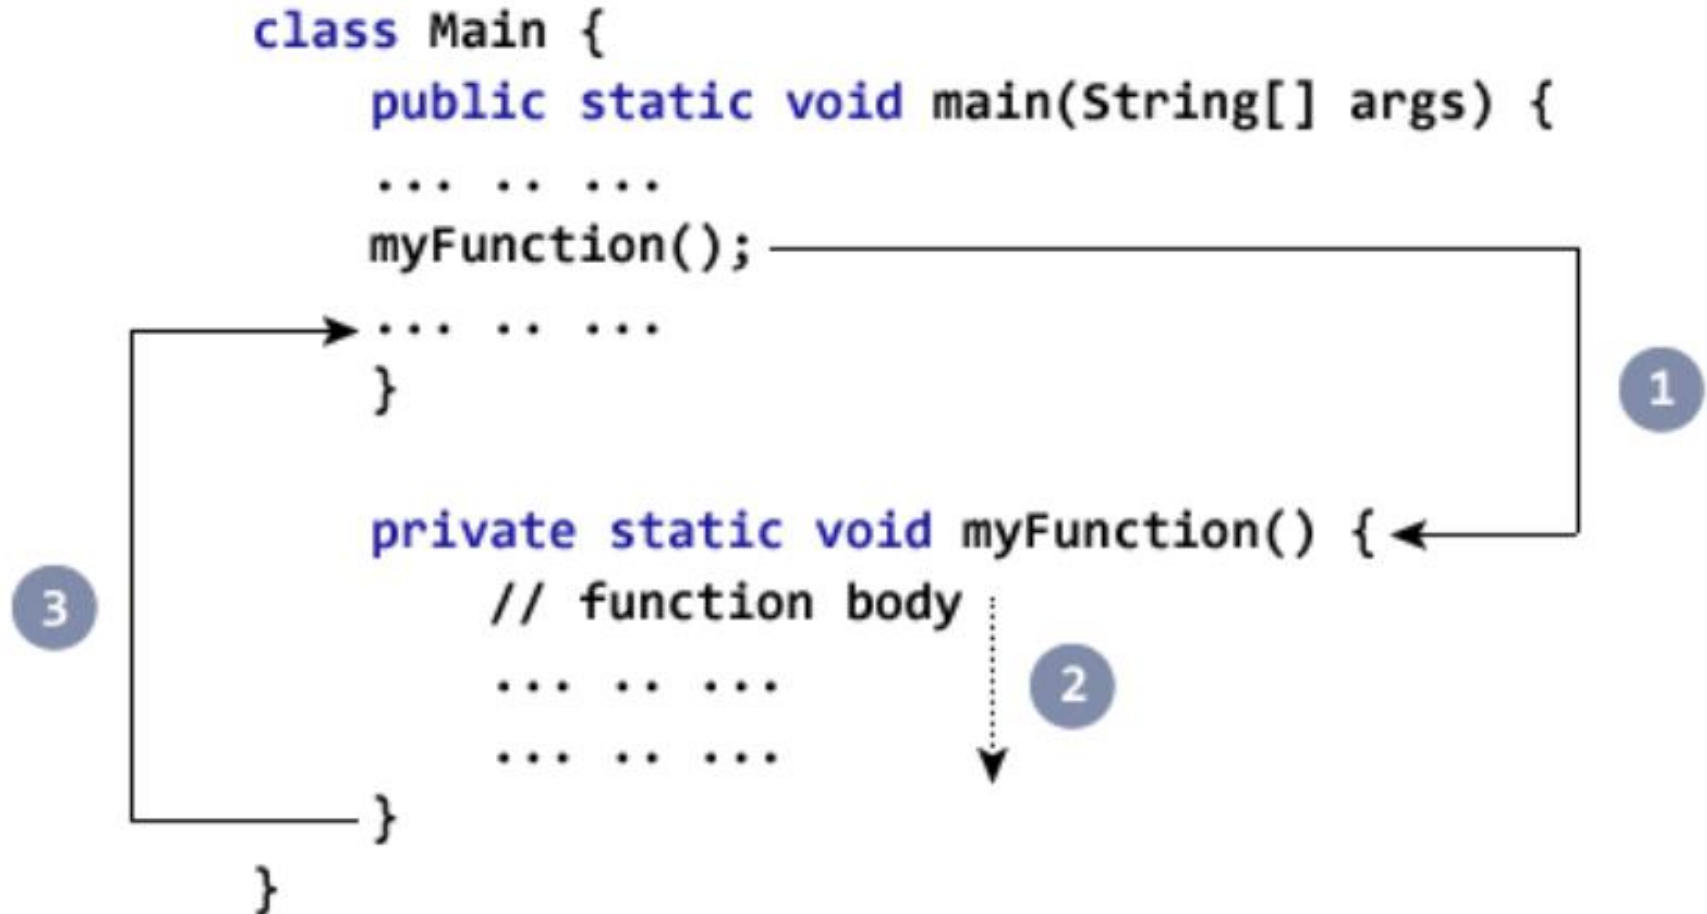 class Main {
public static void main(String[] args) {
... .. ...
myFunction();
... .. ...
}
1
private static void myFunction() {
3
// function body
... .. ...
2
... .. ...
}
}